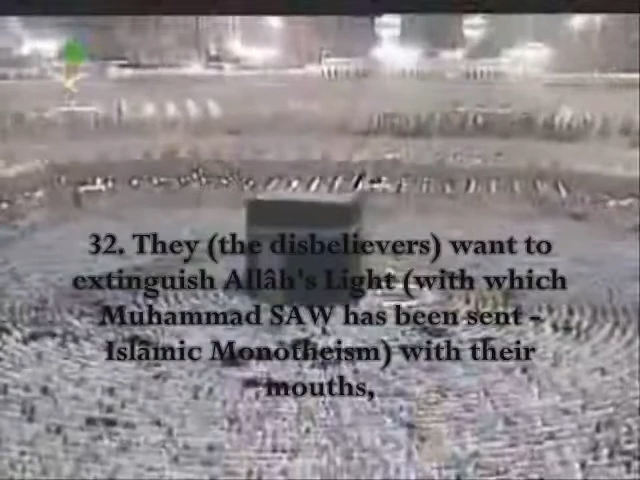 32. They (the disbelievers) want to
extinguish Allâh's Light (with which
Muhammad SAW has been sent -
Islâmic Monotheism) with their
mouths,